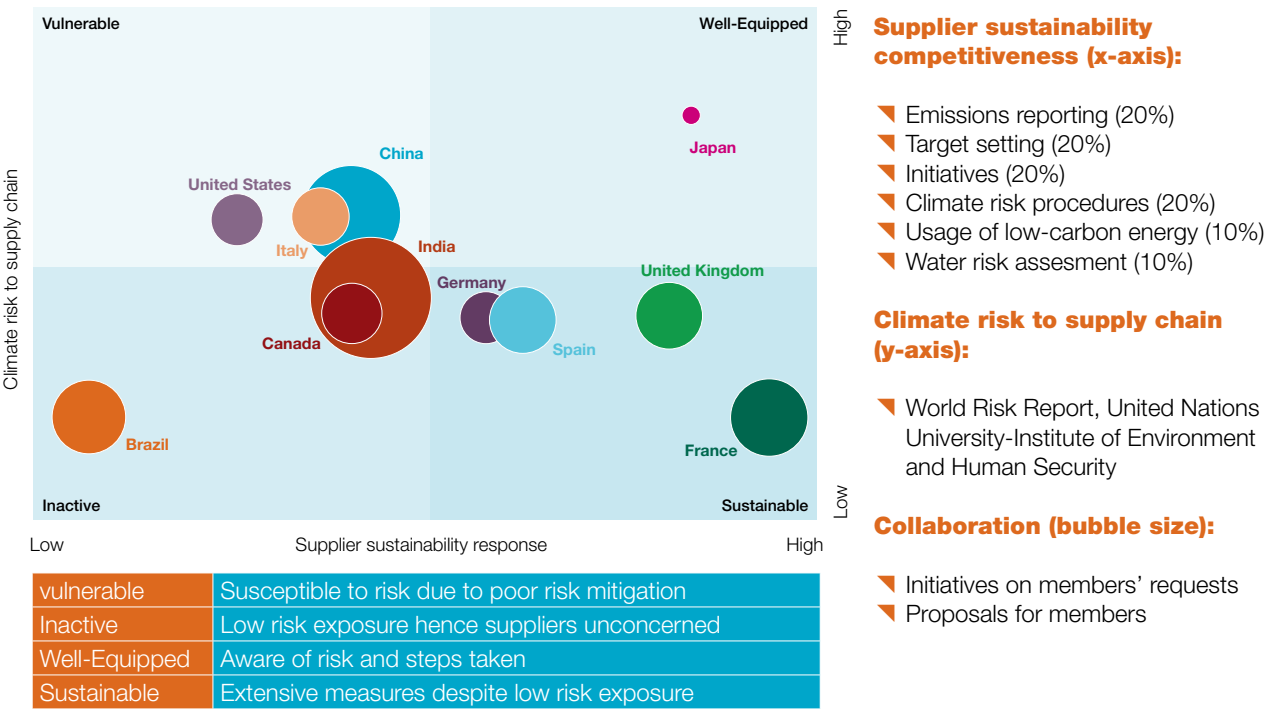 Vulnerable
Well-Equipped
High
Japan
China
United States
Italy
India
United Kingdom
Germany
Canada
Spain
Brazil
France
Inactive
Sustainable
Low
Climate risk to supply chain
Low
Supplier sustainability response
High
vulnerable Susceptible to risk due to poor risk mitigation
Inactive Low risk exposure hence suppliers unconcerned
Well-Equipped Aware of risk and steps taken
Sustainable Extensive measures despite low risk exposure
Supplier sustainability
competitiveness (x-axis):
Emissions reporting (20%)
Target setting (20%)
Initiatives (20%)
Climate risk procedures (20%)
Usage of low-carbon energy (10%)
Water risk assesment (10%)
Climate risk to supply chain
(y-axis):
World Risk Report, United Nations
University-Institute of Environment
and Human Security
Collaboration (bubble size):
Initiatives on members’ requests
Proposals for members